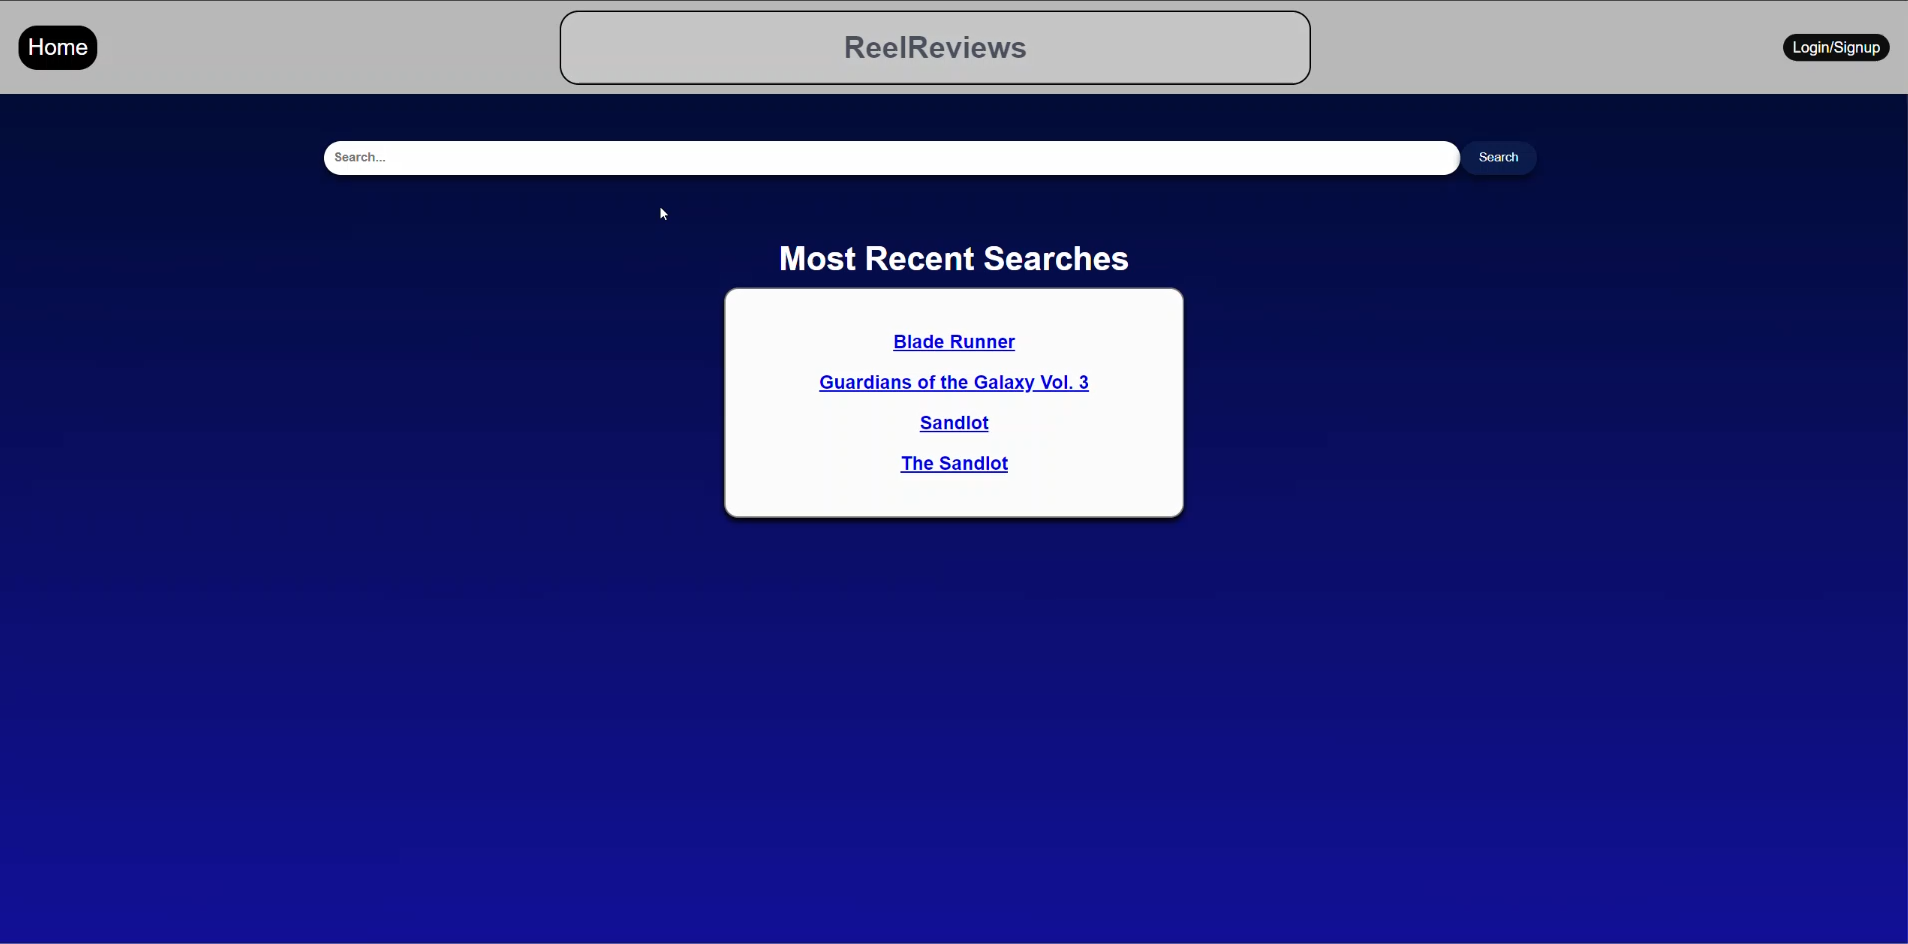 Home
ReelReviews
Login/Signup
Search...
Search
Most Recent Searches
Blade Runner
Guardians of the Galaxy Vol. 3
Sandlot
The Sandlot